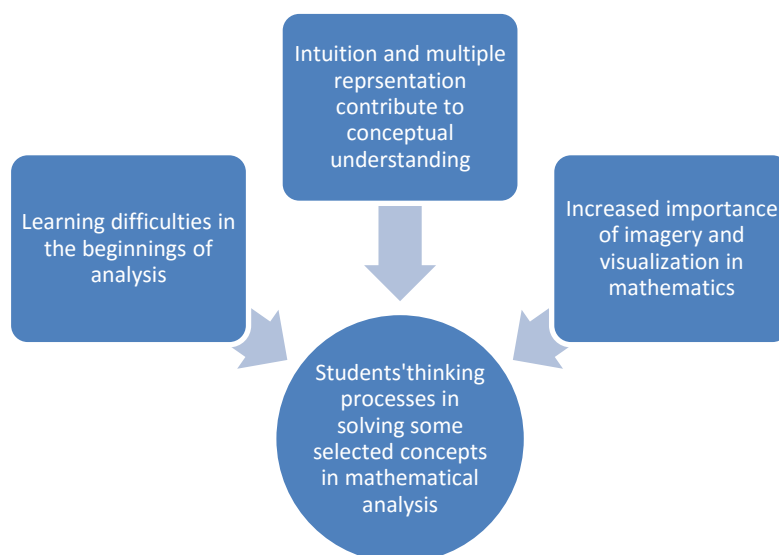 Intuition and multiple
reprsentation
contribute to
conceptual
understanding
Learning difficulties in
the beginnings of
analysis
Increased importance
of imagery and
visualization in
mathematics
Students'thinking
processes in
solving some
selected concepts
in mathematical
analysis